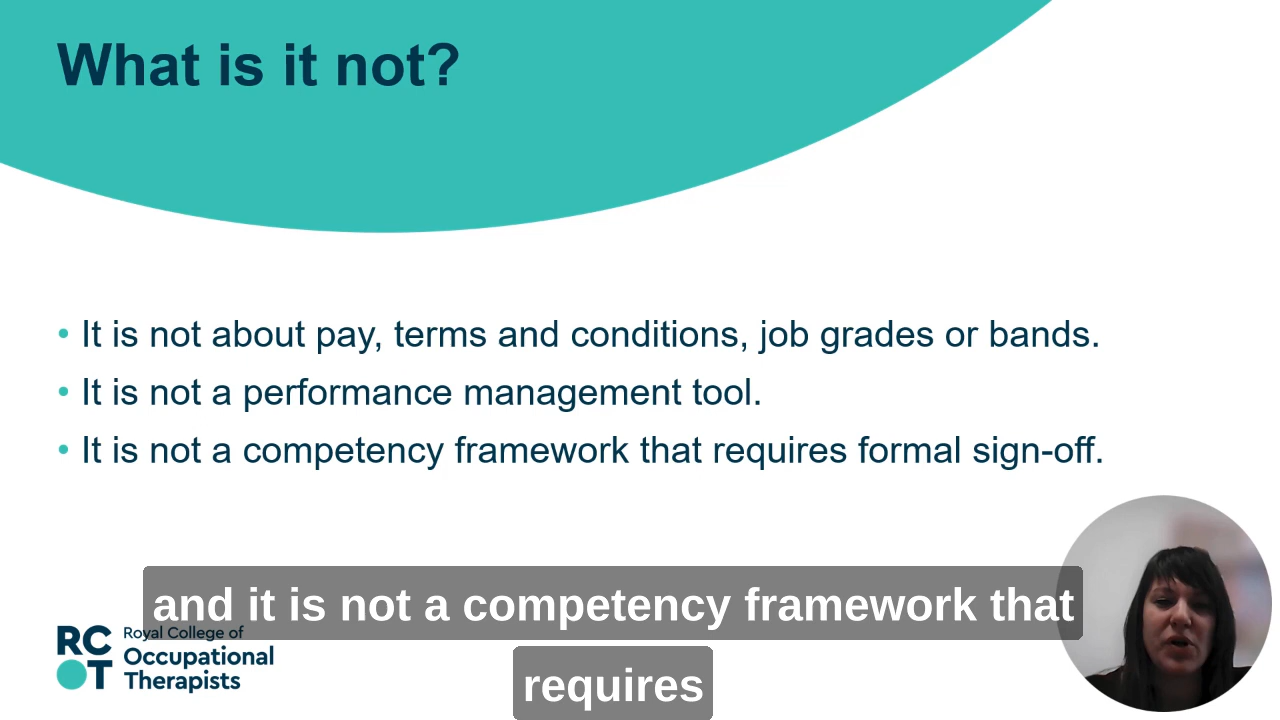 What is it not?
• It is not about pay, terms and conditions, job grades or bands.
• It is not a performance management tool.
• It is not a competency framework that requires formal sign-off.
and it is not a competency framework that
requires
RC
OT
Royal College of
Occupational
Therapists